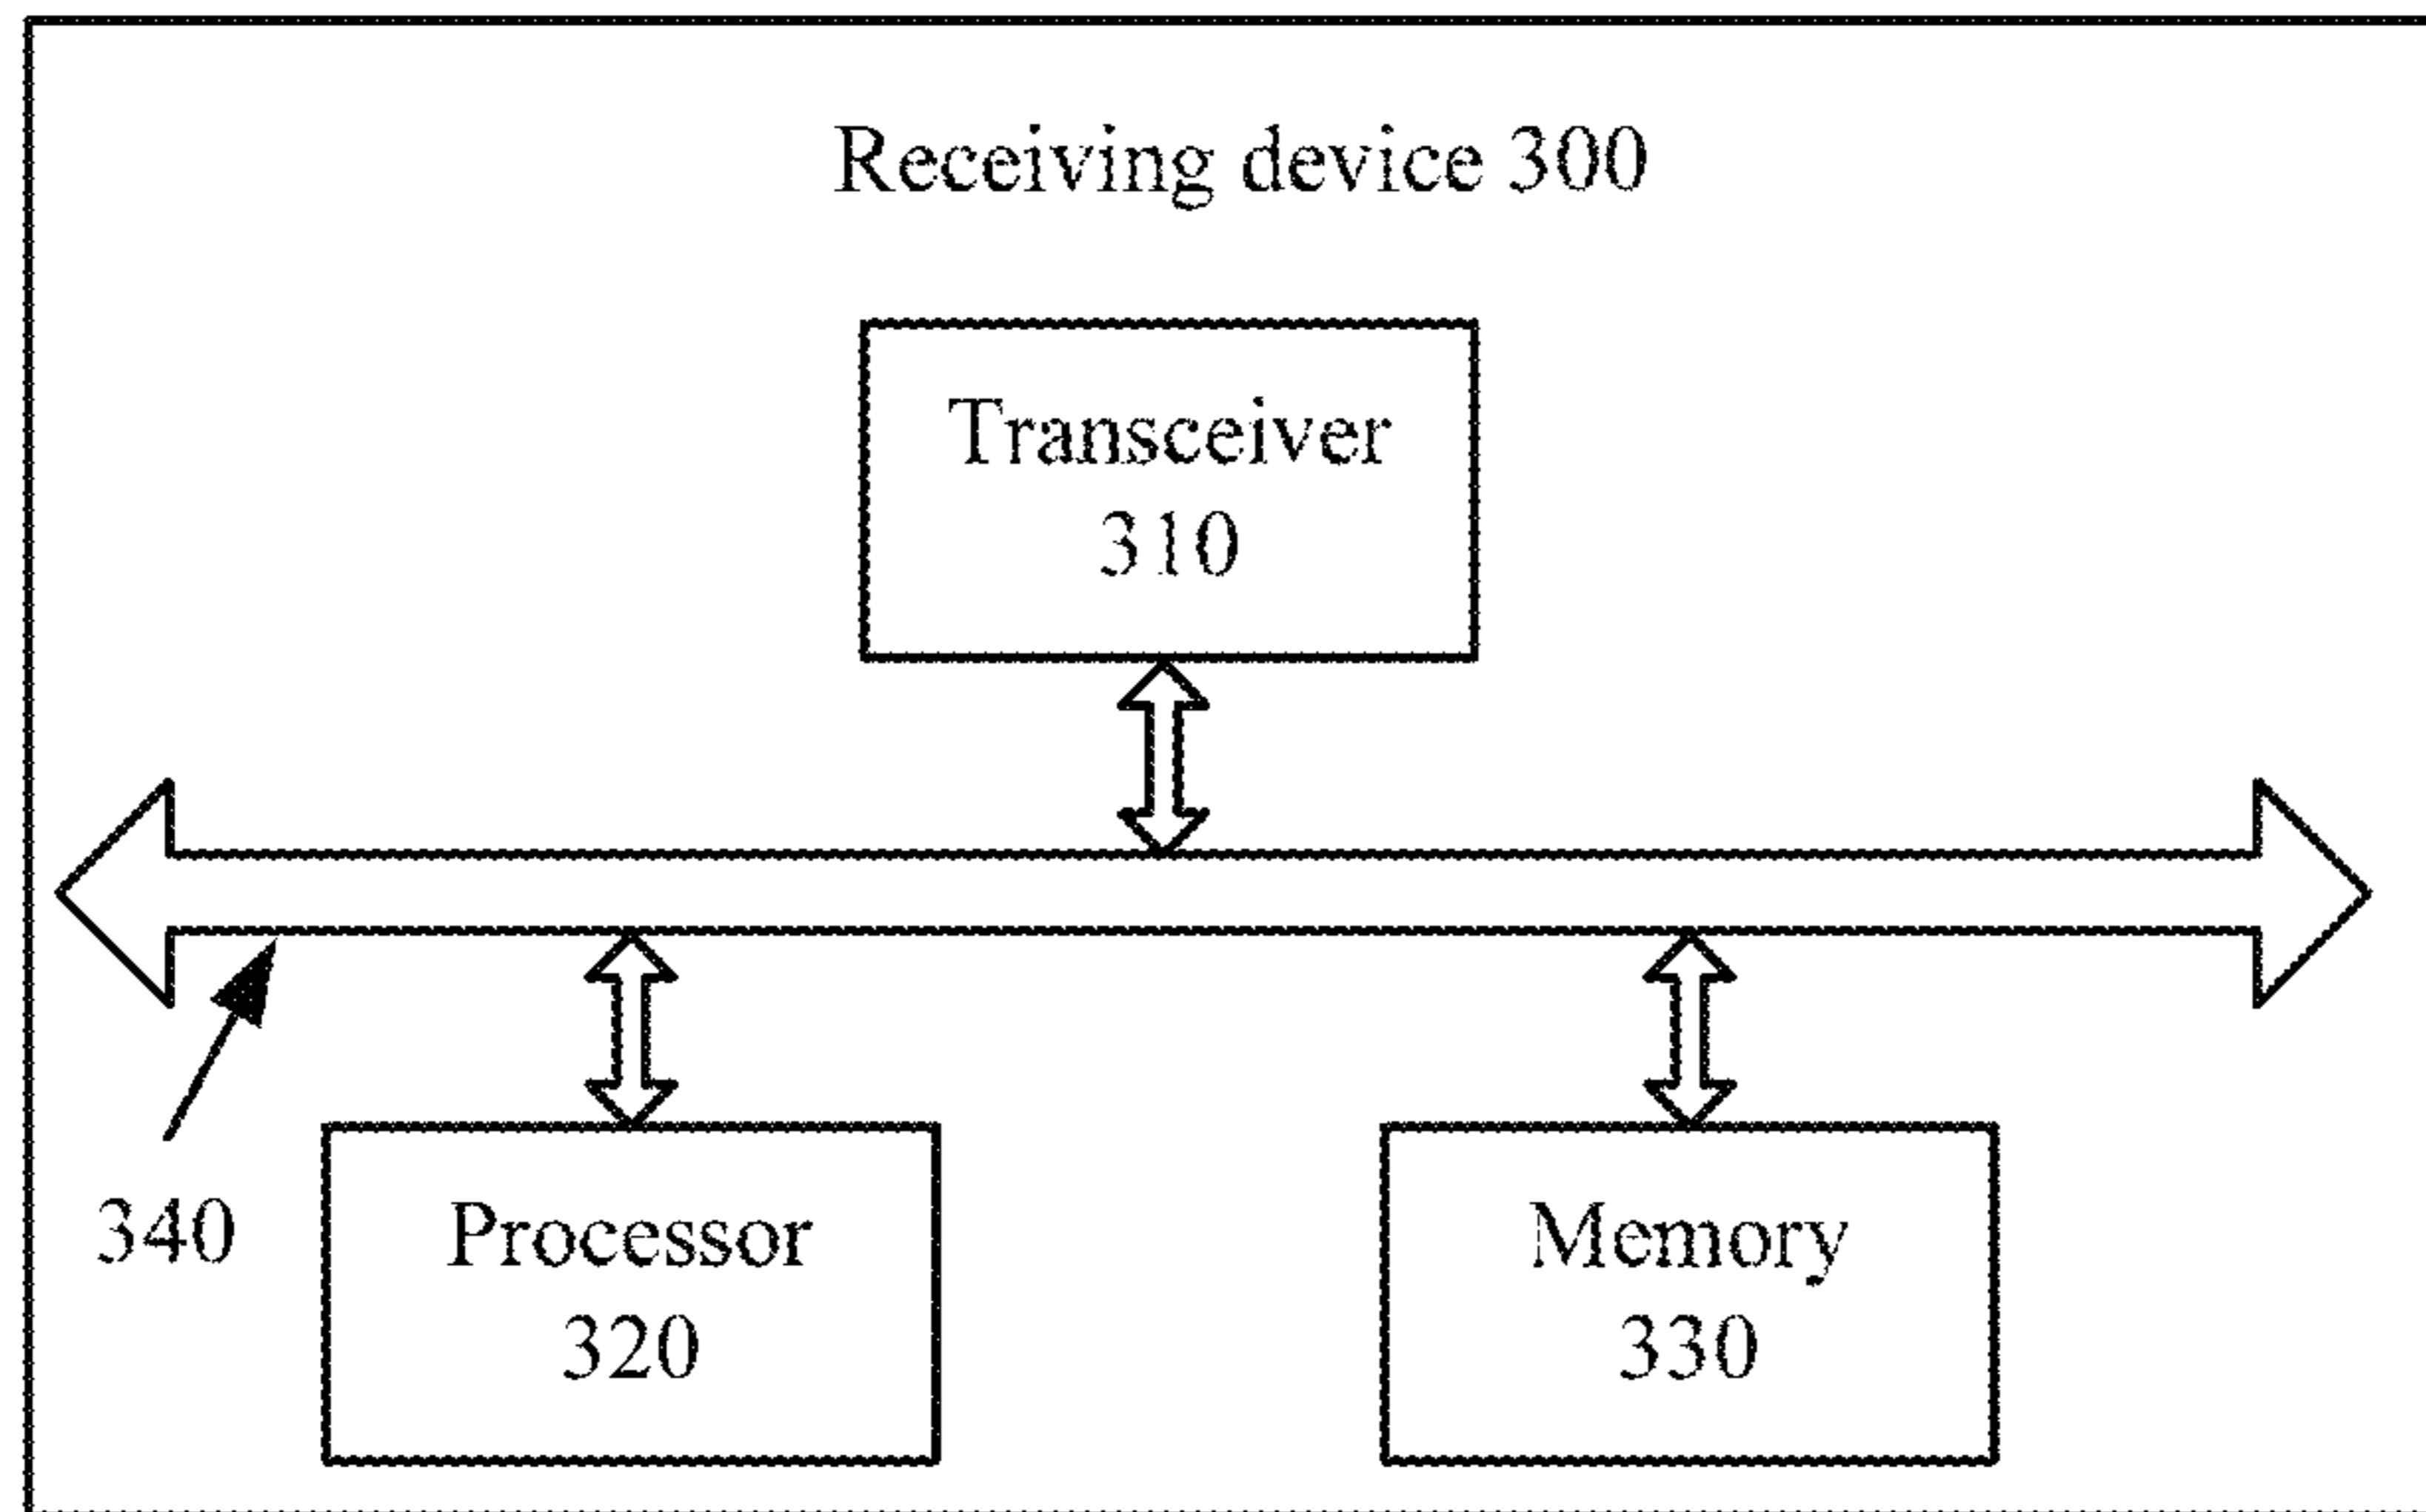 Receiving device 300
Transceiver
310
340
Processor
320
Memory
330